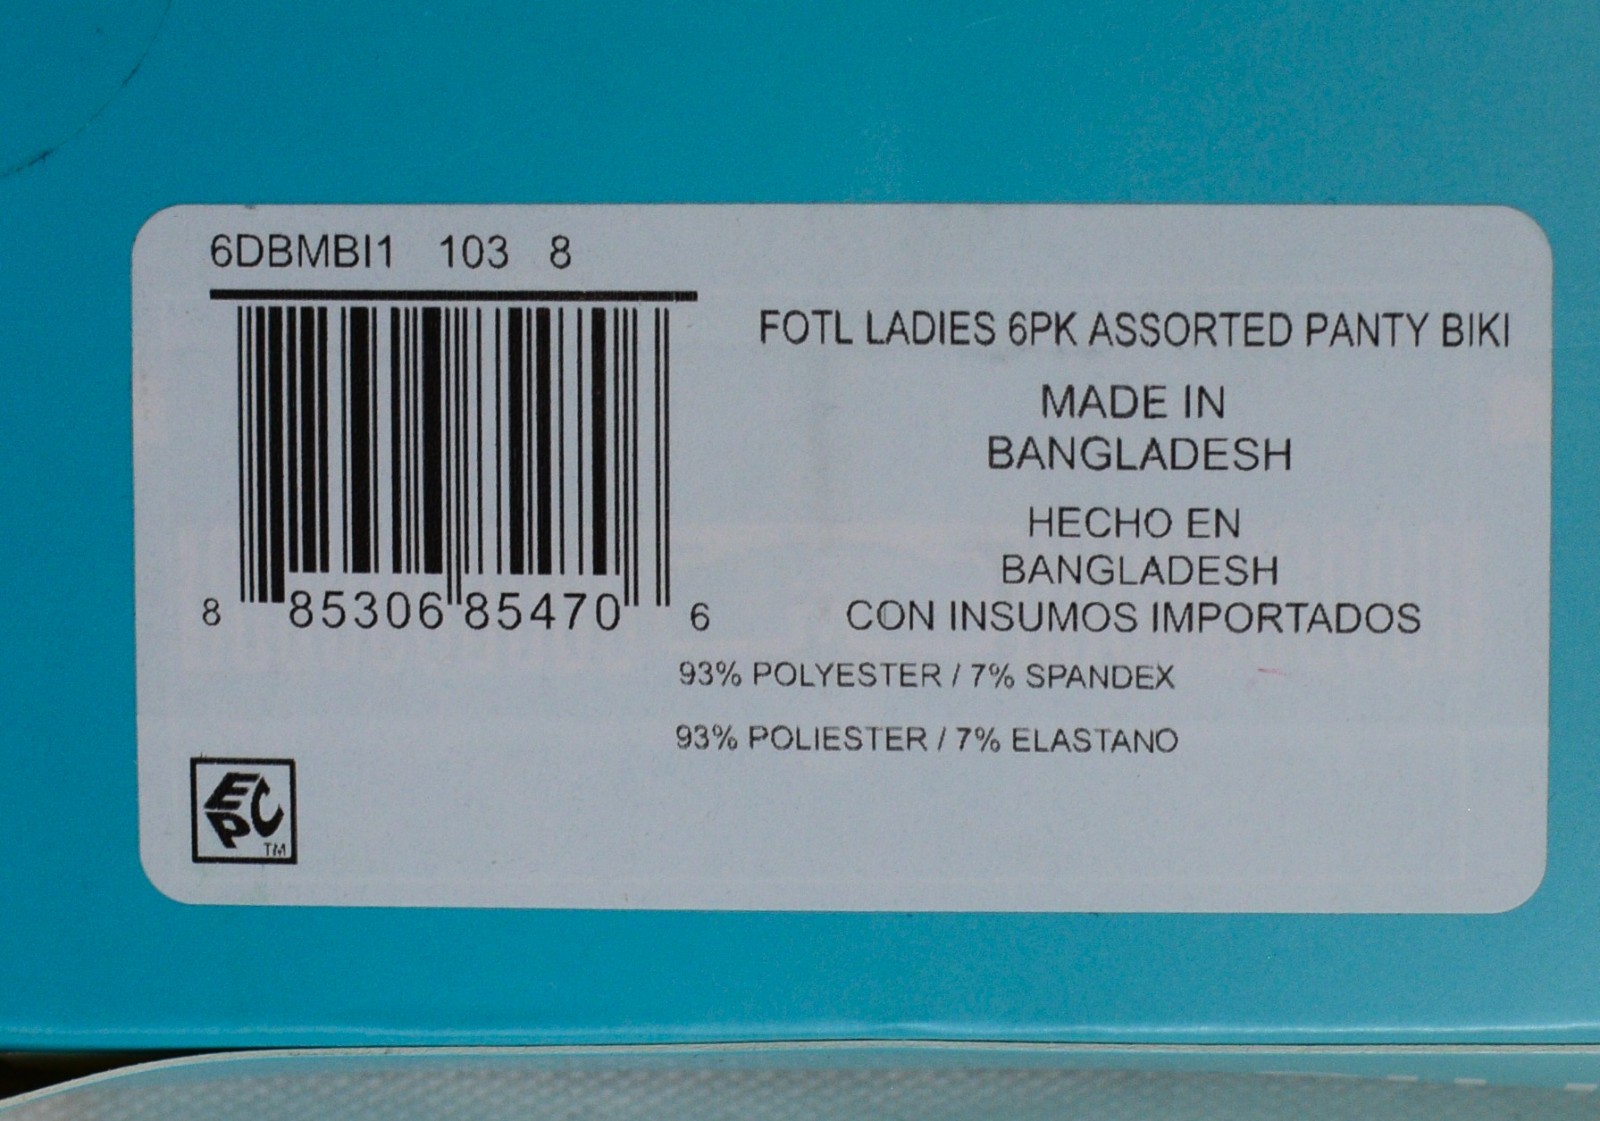 6DBMBI1 103 8
FOTL LADIES 6PK ASSORTED PANTY BIKI
MADE IN
BANGLADESH
HECHO EN
BANGLADESH
CON INSUMOS IMPORTADOS
8 85306 85470 6
93% POLYESTER / 7% SPANDEX
93% POLIESTER / 7% ELASTANO
EPC
TM